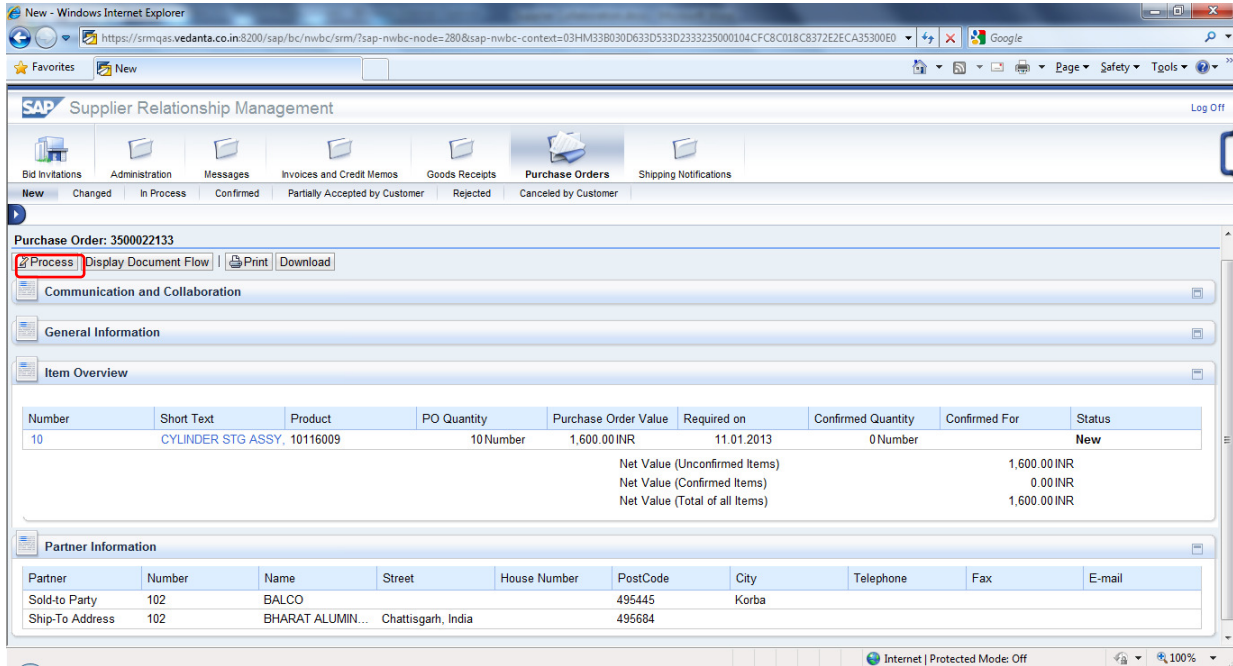 New - Windows Internet Explorer
https://srmqas.vedanta.co.in:8200/sap/bc/nwbc/srm/?sap-nwbc-node=280&sap-nwbc-context=03HM33B030D633D533D2333235000104CFC8C018C8372E2ECA35300E0 Google
Favorites New Page Safety Tools
SAP Supplier Relationship Management Log Off
Bid Invitations Administration Messages Invoices and Credit Memos Goods Receipts Purchase Orders Shipping Notifications
New Changed In Process Confirmed Partially Accepted by Customer Rejected Canceled by Customer
Purchase Order: 3500022133
Process Display Document Flow | Print Download
Communication and Collaboration
General Information
Item Overview
Number Short Text Product PO Quantity Purchase Order Value Required on Confirmed Quantity Confirmed For Status
10 CYLINDER STG ASSY, 10116009 10 Number 1,600.00 INR 11.01.2013 0 Number New
Net Value (Unconfirmed Items) 1,600.00 INR
Net Value (Confirmed Items) 0.00 INR
Net Value (Total of all Items) 1,600.00 INR
Partner Information
Partner Number Name Street House Number PostCode City Telephone Fax E-mail
Sold-to Party 102 BALCO 495445 Korba
Ship-To Address 102 BHARAT ALUMIN... Chattisgarh, India 495684
Internet | Protected Mode: Off 100%